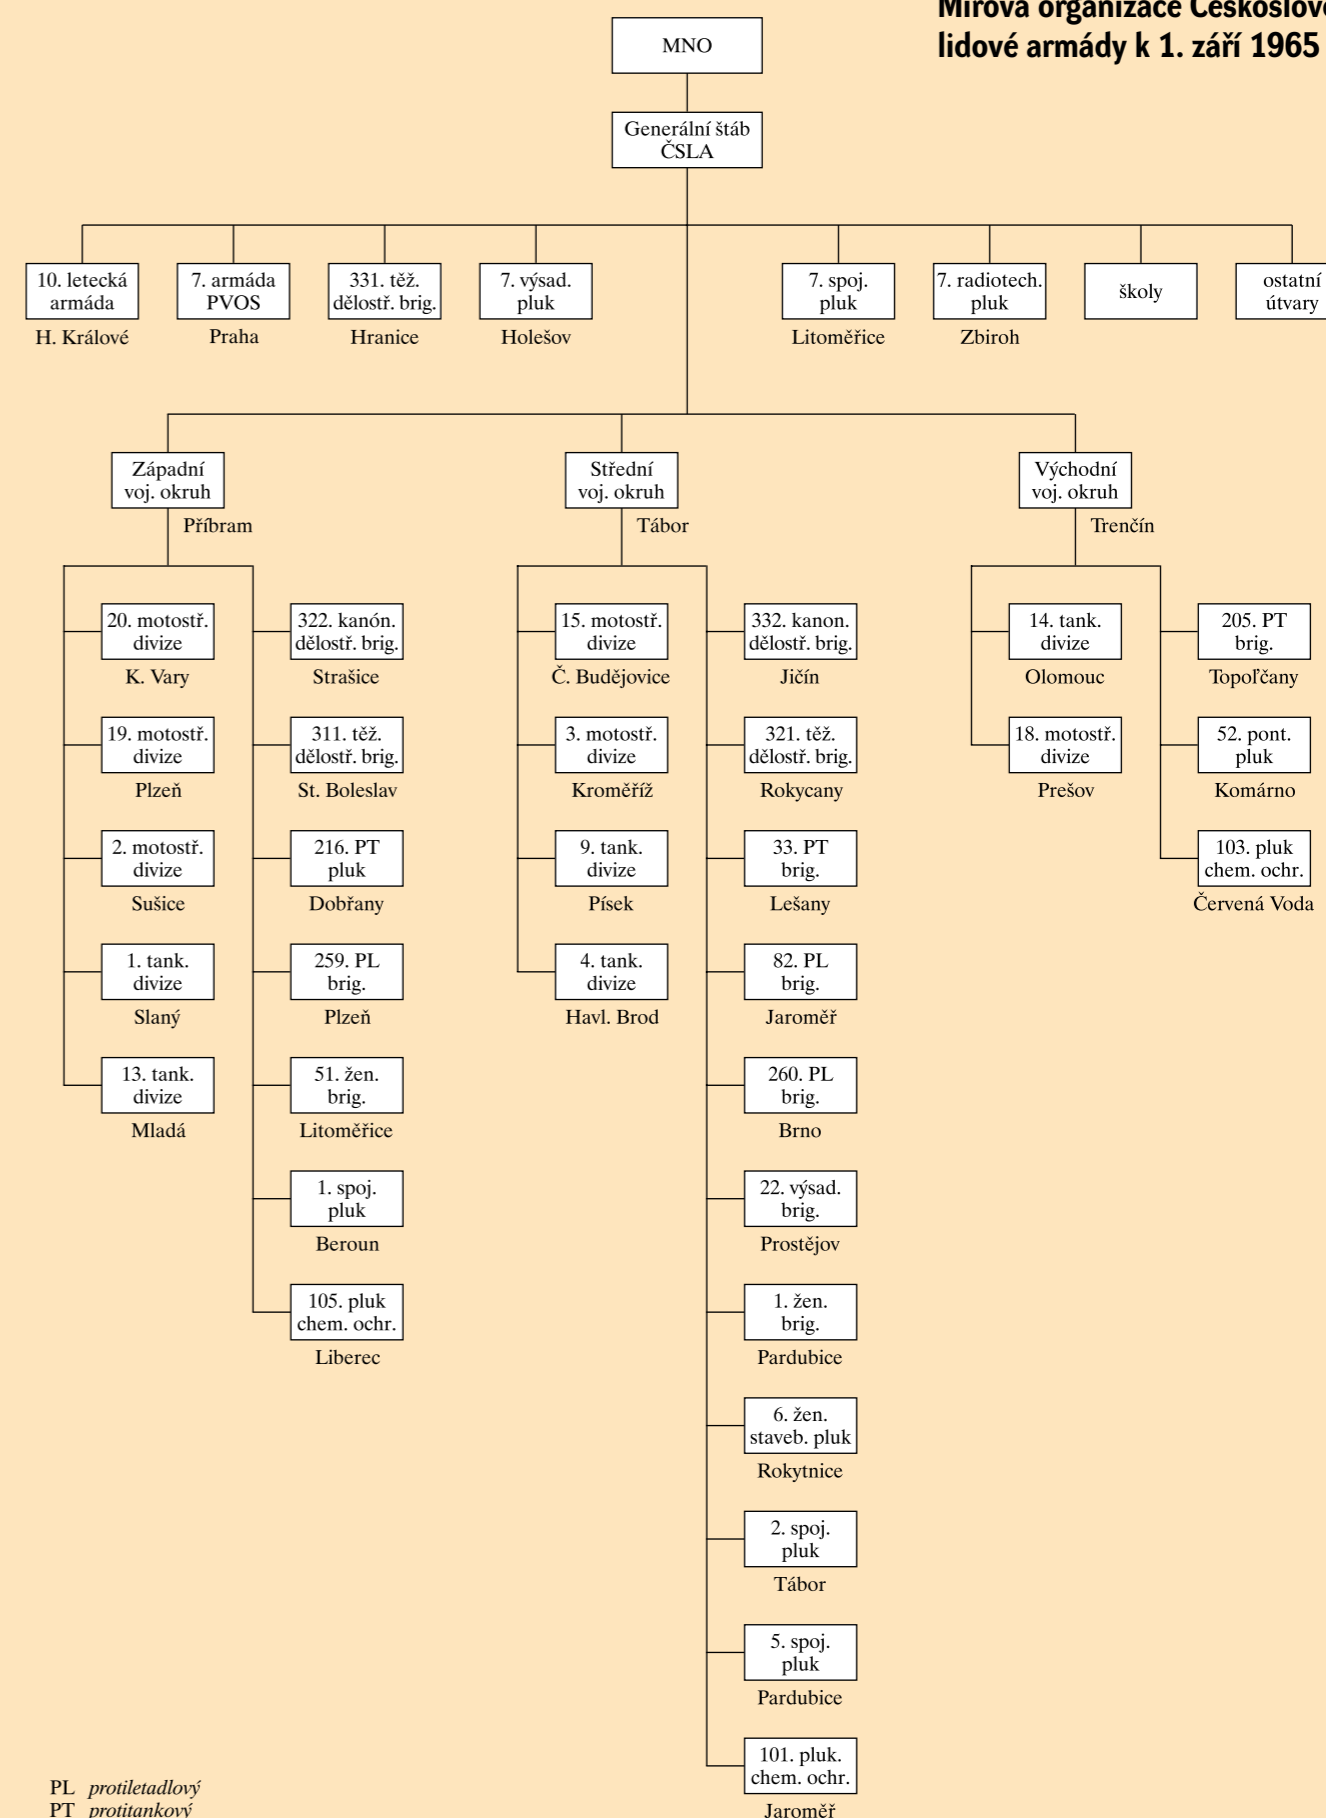 Mírová organizace
lidové armády k 1. září 1965
MNO
Generální štáb
ČSLA
10. letecká
armáda
H. Králové
7. armáda
PVOS
Praha
331. těž.
dělostř. brig.
Hranice
7. výsad.
pluk
Holešov
7. spoj.
pluk
Litoměřice
7. radiotech.
pluk
Zbiroh
školy
ostatní
útvary
Západní
voj. okruh
Příbram
Střední
voj. okruh
Tábor
Východní
voj. okruh
Trenčín
20. motostř.
divize
K. Vary
19. motostř.
divize
Plzeň
2. motostř.
divize
Sušice
1. tank.
divize
Slaný
13. tank.
divize
Mladá
322. kanón.
dělostř. brig.
Strašice
311. těž.
dělostř. brig.
St. Boleslav
216. PT
pluk
Dobřany
259. PL
brig.
Plzeň
51. žen.
brig.
Litoměřice
1. spoj.
pluk
Beroun
105. pluk
chem. ochr.
Liberec
15. motostř.
divize
Č. Budějovice
3. motostř.
divize
Kroměříž
9. tank.
divize
Písek
4. tank.
divize
Havl. Brod
332. kanon.
dělostř. brig.
Jičín
321. těž.
dělostř. brig.
Rokycany
33. PT
brig.
Lešany
82. PL
brig.
Jaroměř
260. PL
brig.
Brno
22. výsad.
brig.
Prostějov
1. žen.
brig.
Pardubice
6. žen.
staveb. pluk
Rokytnice
2. spoj.
pluk
Tábor
5. spoj.
pluk
Pardubice
101. pluk.
chem. ochr.
Jaroměř
14. tank.
divize
Olomouc
18. motostř.
divize
Prešov
205. PT
brig.
Topoľčany
52. pont.
pluk
Komárno
103. pluk
chem. ochr.
Červená Voda
PL protiletadlový
PT protitankový